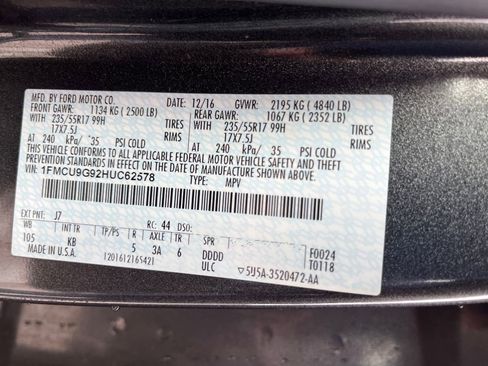 MFD. BY FORD MOTOR CO. DATE: 12/16 GVWR: 2195 KG ( 4840 LB)
FRONT GAWR: 1134 KG ( 2500 LB) REAR GAWR: 1067 KG ( 2352 LB)
WITH 235/55R17 99H TIRES WITH 235/55R17 99H TIRES
17X7.5J RIMS 17X7.5J RIMS
AT 240 kPa/ 35 PSI COLD AT 240 kPa/ 35 PSI COLD
THIS VEHICLE CONFORMS TO ALL APPLICABLE FEDERAL MOTOR VEHICLE SAFETY AND
THEFT PREVENTION STANDARDS IN EFFECT ON THE DATE OF MANUFACTURE SHOWN ABOVE.
VIN: 1FMCU9G92HUC62578 TYPE: MPV
EXT PNT: J7 RC: 44 DSO:
WB INT TR TP/PS R AXLE TR SPR F0024
105 KB 5 3A 6 DDDD T0118
MADE IN U.S.A. 1201612165421 ULC ▽5U5A-3520472-AA